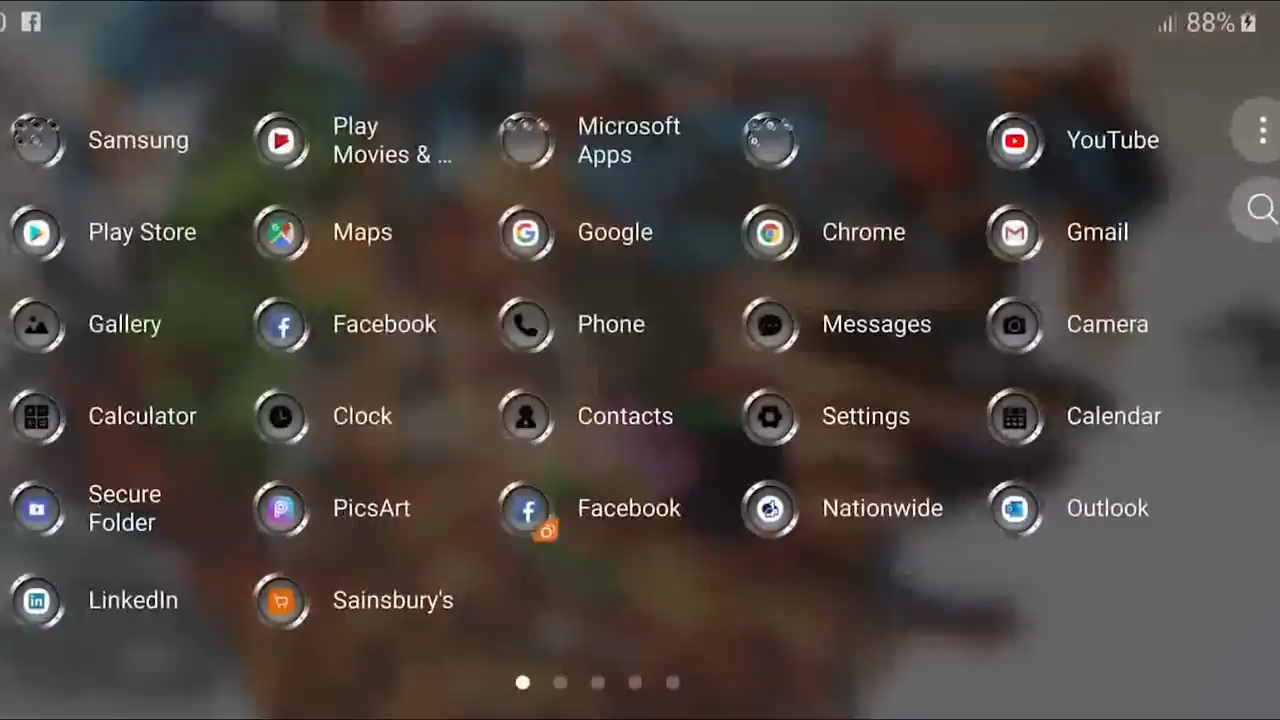 88%
Samsung
Play
Movies & ...
Microsoft
Apps
YouTube
Play Store
Maps
Google
Chrome
Gmail
Gallery
Facebook
Phone
Messages
Camera
Calculator
Clock
Contacts
Settings
Calendar
Secure
Folder
PicsArt
Facebook
Nationwide
Outlook
LinkedIn
Sainsbury's